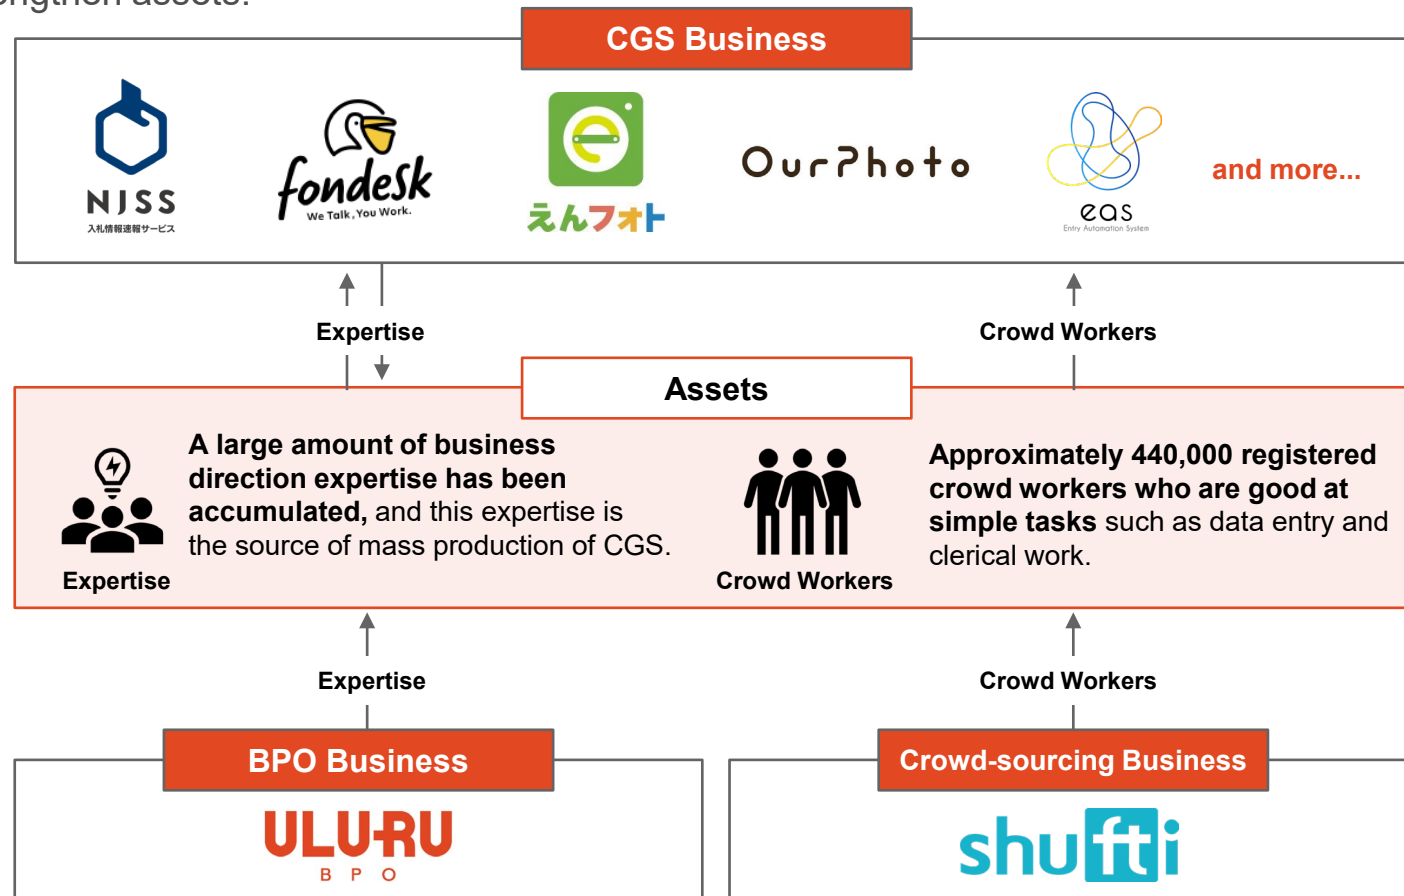 CGS Business
NJSS
入札情報速報サービス
fondesk
We Talk, You Work.
e
えんフォト
OurPhoto
eas
Entry Automation System
and more...
Expertise
Crowd Workers
Assets
A large amount of business
direction expertise has been
accumulated, and this expertise is
the source of mass production of CGS.
Expertise
Crowd Workers
Approximately 440,000 registered
crowd workers who are good at
simple tasks such as data entry and
clerical work.
Expertise
Crowd Workers
BPO Business
ULURU
BPO
Crowd-sourcing Business
shufti